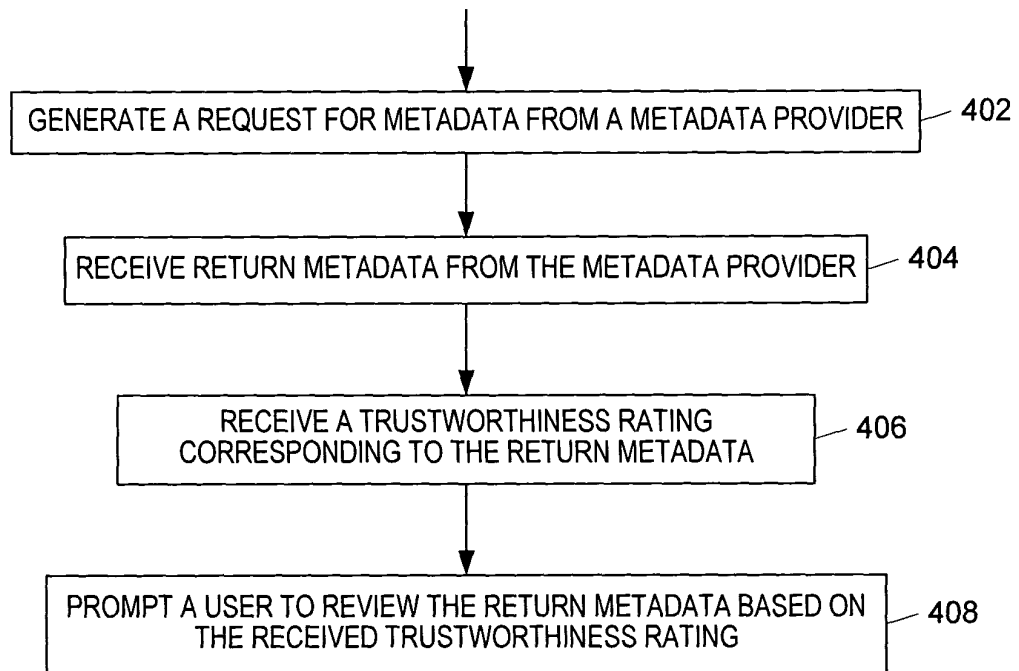 GENERATE A REQUEST FOR METADATA FROM A METADATA PROVIDER
402
RECEIVE RETURN METADATA FROM THE METADATA PROVIDER
404
RECEIVE A TRUSTWORTHINESS RATING
CORRESPONDING TO THE RETURN METADATA
406
PROMPT A USER TO REVIEW THE RETURN METADATA BASED ON
THE RECEIVED TRUSTWORTHINESS RATING
408